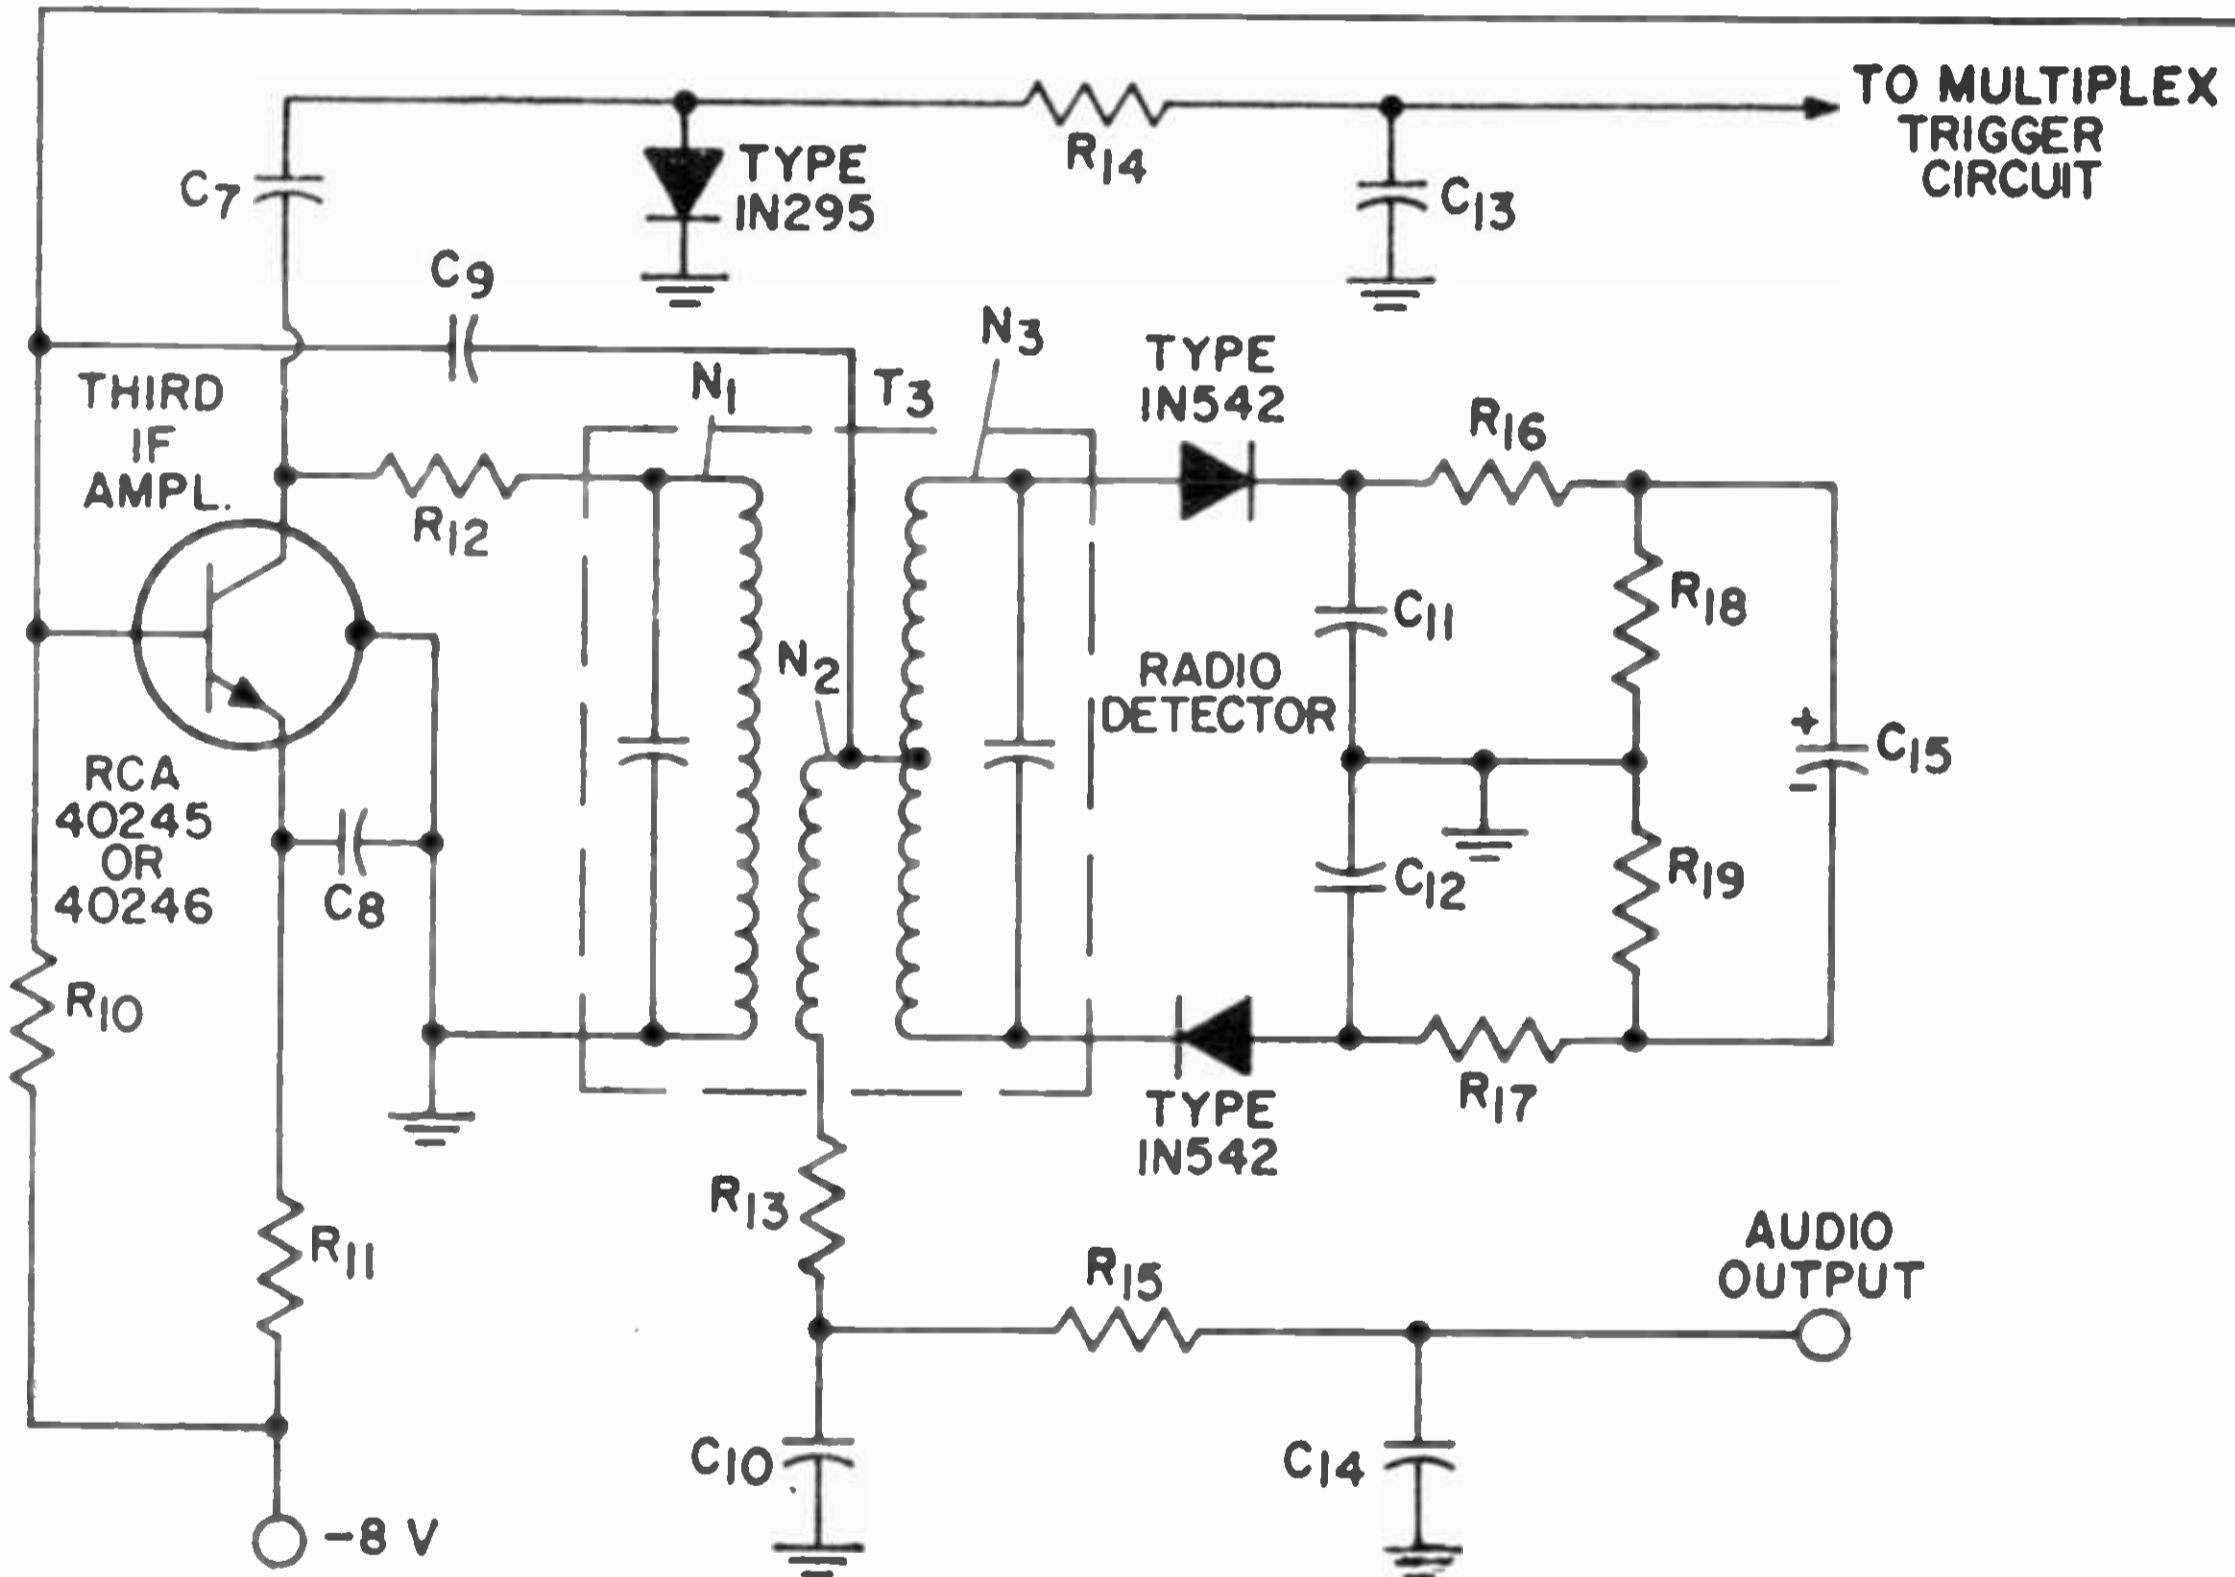 TO MULTIPLEX
TRIGGER
CIRCUIT
R14
C7
TYPE
IN295
C13
C9
N3
TYPE
IN542
THIRD
IF
AMPL.
N1
T3
R16
R12
C11
R18
N2
RADIO
DETECTOR
+
C15
-
RCA
40245
OR
40246
C8
C12
R19
R10
TYPE
IN542
R17
R13
R11
R15
AUDIO
OUTPUT
C10
C14
-8 V